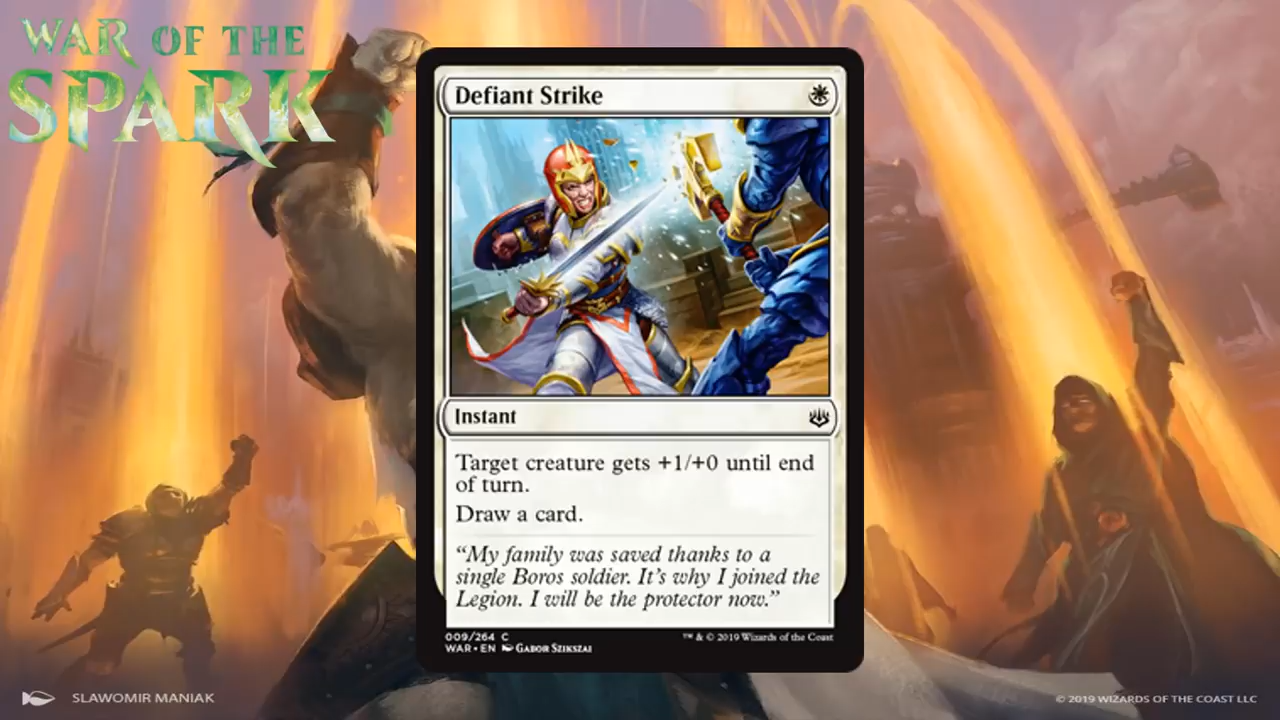 WAR OF THE
SPARK
Defiant Strike
Instant
Target creature gets +1/+0 until end
of turn.
Draw a card.
“My family was saved thanks to a
single Boros soldier. It’s why I joined the
Legion. I will be the protector now.”
009/264 C
™ & © 2019 Wizards of the Coast
WAR • EN GABOR SZIKSZAI
SLAWOMIR MANIAK
© 2019 WIZARDS OF THE COAST LLC